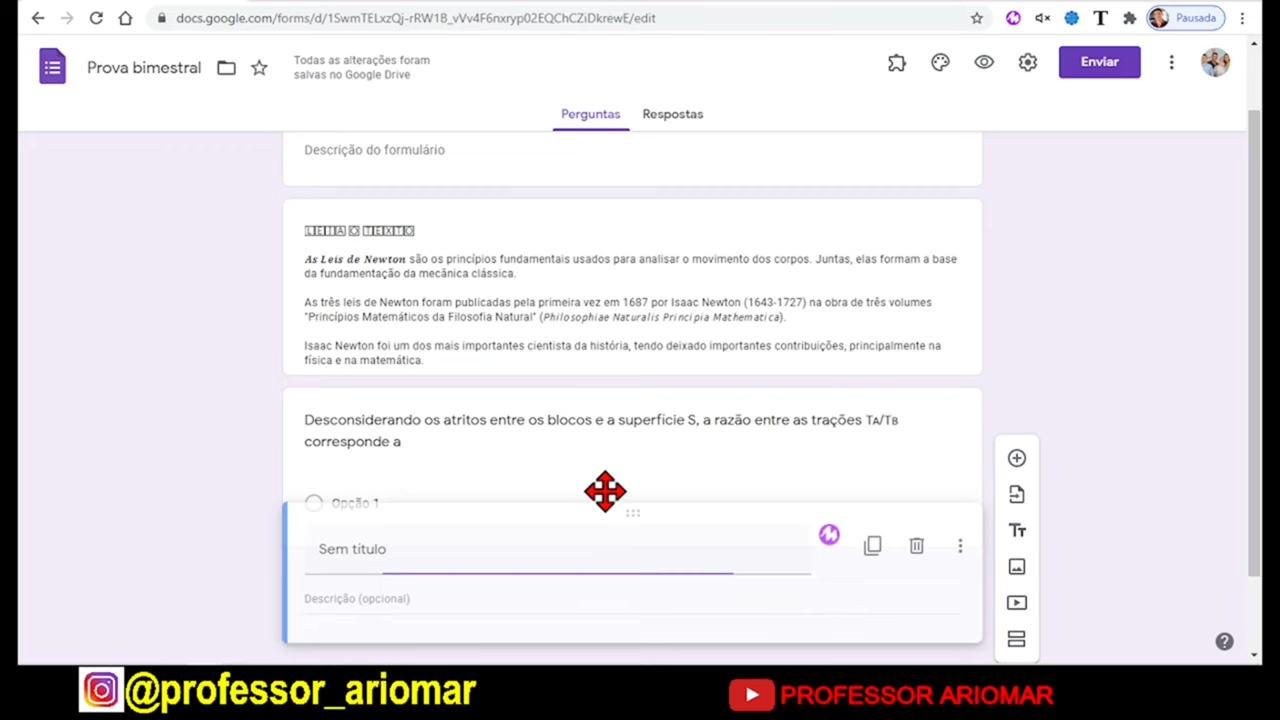 docs.google.com/forms/d/1SwmTELxzQj-rRW1B_vVv4F6nxryp02EQChCZiDkrewE/edit
Pausada
Prova bimestral
Todas as alterações foram
salvas no Google Drive
Enviar
Perguntas
Respostas
Descrição do formulário
LEIA O TEXTO
As Leis de Newton são os princípios fundamentais usados para analisar o movimento dos corpos. Juntas, elas formam a base
da fundamentação da mecânica clássica.
As três leis de Newton foram publicadas pela primeira vez em 1687 por Isaac Newton (1643-1727) na obra de três volumes
"Princípios Matemáticos da Filosofia Natural" (Philosophiae Naturalis Principia Mathematica).
Isaac Newton foi um dos mais importantes cientista da história, tendo deixado importantes contribuições, principalmente na
física e na matemática.
Desconsiderando os atritos entre os blocos e a superfície S, a razão entre as trações TA/TB
corresponde a
Opção 1
Sem título
Descrição (opcional)
@professor_ariomar
PROFESSOR ARIOMAR